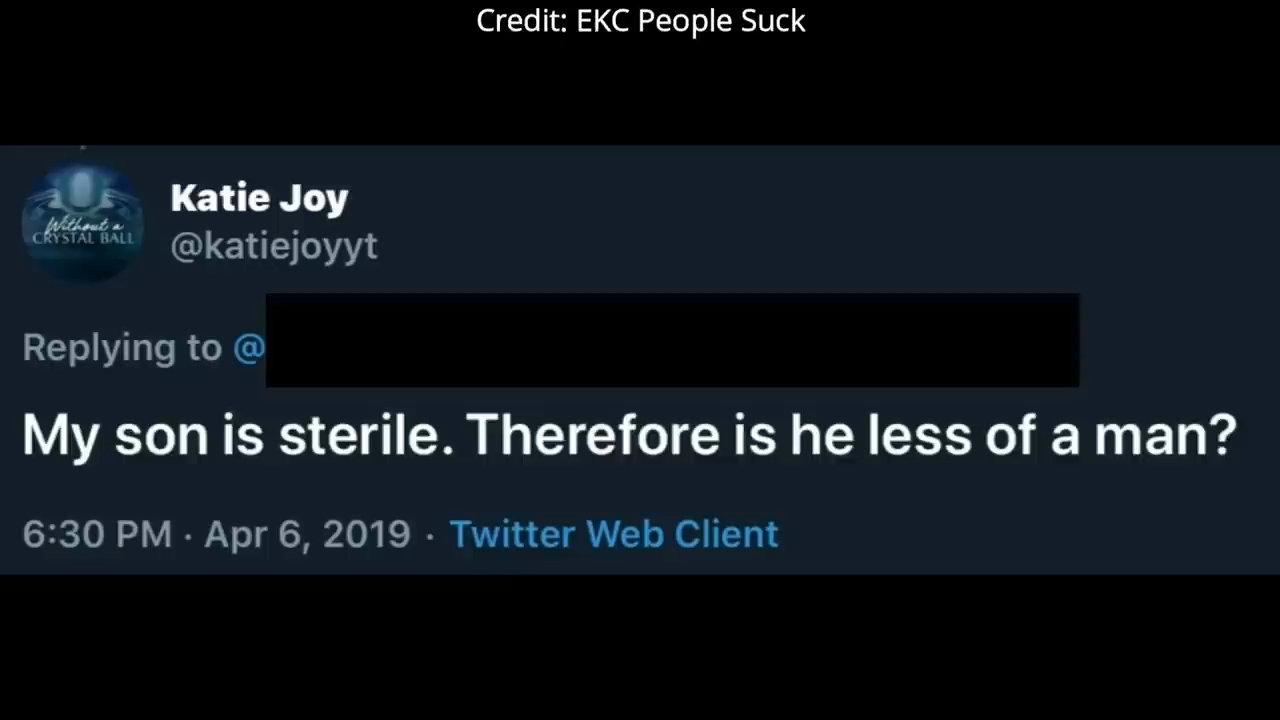 Credit: EKC People Suck
Katie Joy
Without a
CRYSTAL BALL
@katiejoyyt
Replying to @
My son is sterile. Therefore is he less of a man?
6:30 PM · Apr 6, 2019 · Twitter Web Client